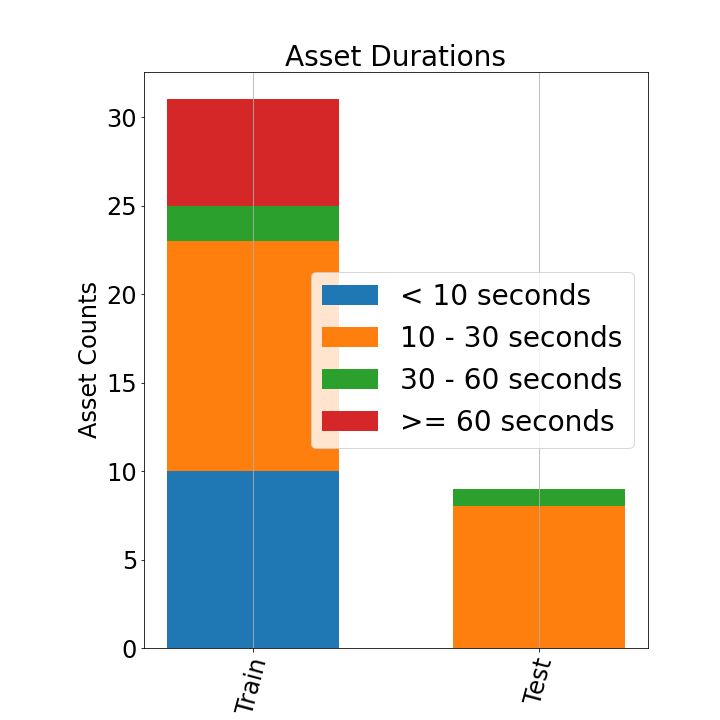 Asset Durations
Asset Counts
30
25
20
15
10
5
0
< 10 seconds
10 - 30 seconds
30 - 60 seconds
>= 60 seconds
Train
Test